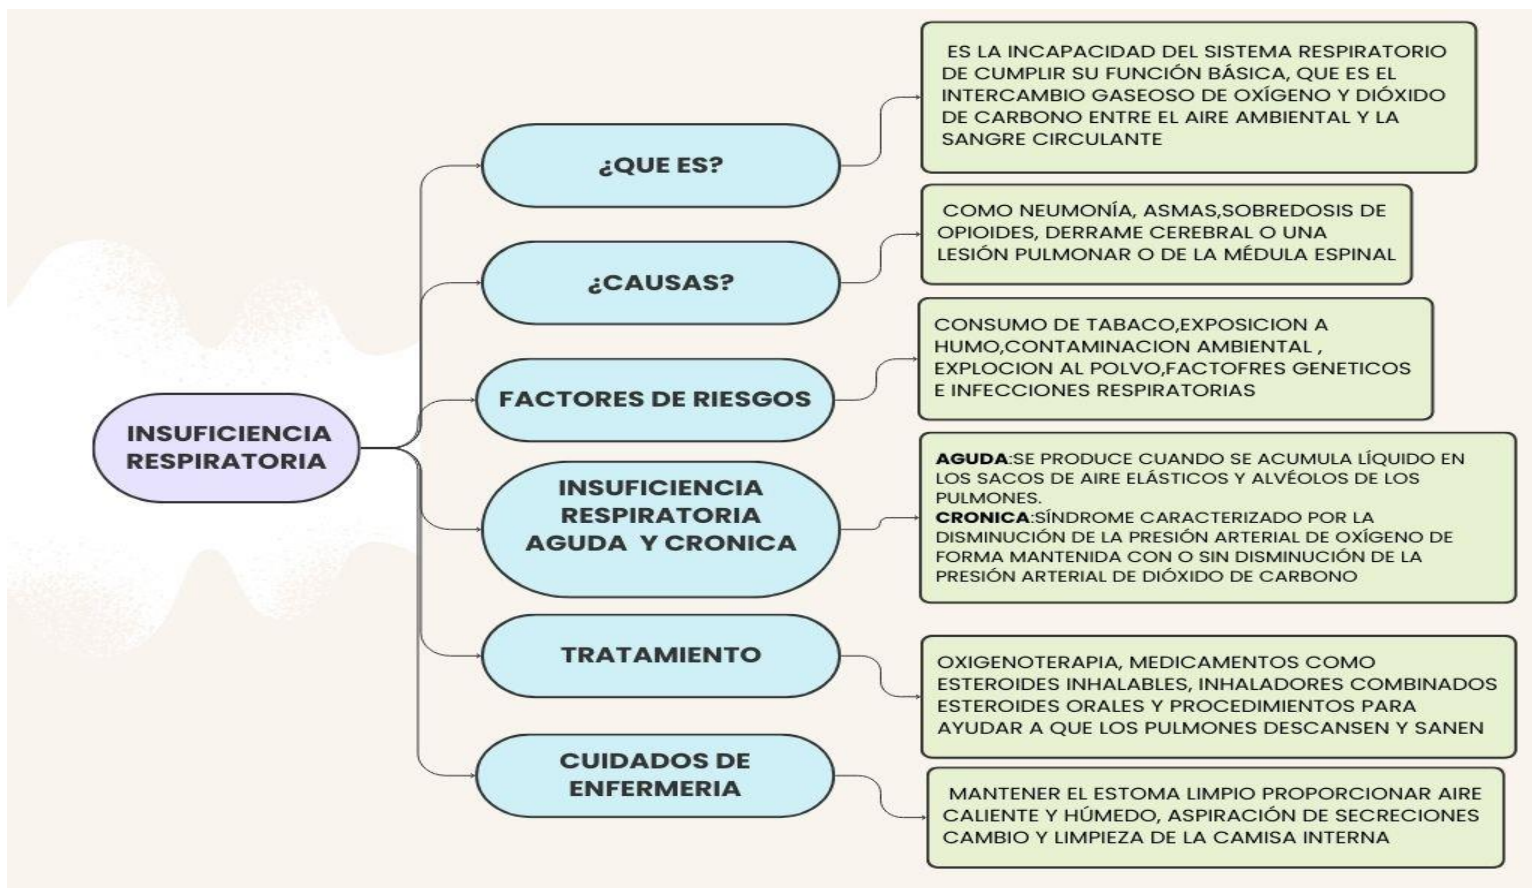 INSUFICIENCIA
RESPIRATORIA
¿QUE ES?
ES LA INCAPACIDAD DEL SISTEMA RESPIRATORIO
DE CUMPLIR SU FUNCIÓN BÁSICA, QUE ES EL
INTERCAMBIO GASEOSO DE OXÍGENO Y DIÓXIDO
DE CARBONO ENTRE EL AIRE AMBIENTAL Y LA
SANGRE CIRCULANTE
¿CAUSAS?
COMO NEUMONÍA, ASMAS,SOBREDOSIS DE
OPIOIDES, DERRAME CEREBRAL O UNA
LESIÓN PULMONAR O DE LA MÉDULA ESPINAL
FACTORES DE RIESGOS
CONSUMO DE TABACO,EXPOSICION A
HUMO,CONTAMINACION AMBIENTAL ,
EXPLOCION AL POLVO,FACTOFRES GENETICOS
E INFECCIONES RESPIRATORIAS
INSUFICIENCIA
RESPIRATORIA
AGUDA Y CRONICA
AGUDA:SE PRODUCE CUANDO SE ACUMULA LÍQUIDO EN
LOS SACOS DE AIRE ELÁSTICOS Y ALVÉOLOS DE LOS
PULMONES.
CRONICA:SÍNDROME CARACTERIZADO POR LA
DISMINUCIÓN DE LA PRESIÓN ARTERIAL DE OXÍGENO DE
FORMA MANTENIDA CON O SIN DISMINUCIÓN DE LA
PRESIÓN ARTERIAL DE DIÓXIDO DE CARBONO
TRATAMIENTO
OXIGENOTERAPIA, MEDICAMENTOS COMO
ESTEROIDES INHALABLES, INHALADORES COMBINADOS
ESTEROIDES ORALES Y PROCEDIMIENTOS PARA
AYUDAR A QUE LOS PULMONES DESCANSEN Y SANEN
CUIDADOS DE
ENFERMERIA
MANTENER EL ESTOMA LIMPIO PROPORCIONAR AIRE
CALIENTE Y HÚMEDO, ASPIRACIÓN DE SECRECIONES
CAMBIO Y LIMPIEZA DE LA CAMISA INTERNA